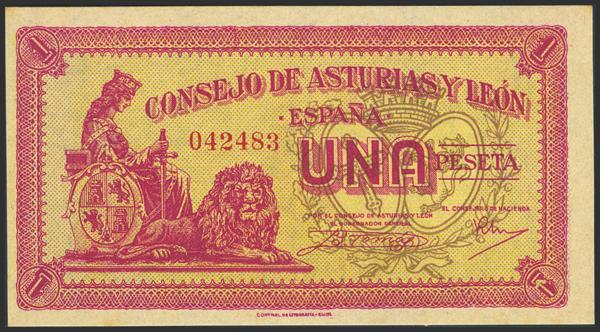 1 1
CONSEJO DE ASTURIAS Y LEÓN
· ESPAÑA ·
042483
UNA PESETA
POR EL CONSEJO DE ASTURIAS Y LEÓN
EL GOBERNADOR GENERAL
EL CONSEJERO DE HACIENDA
1 1